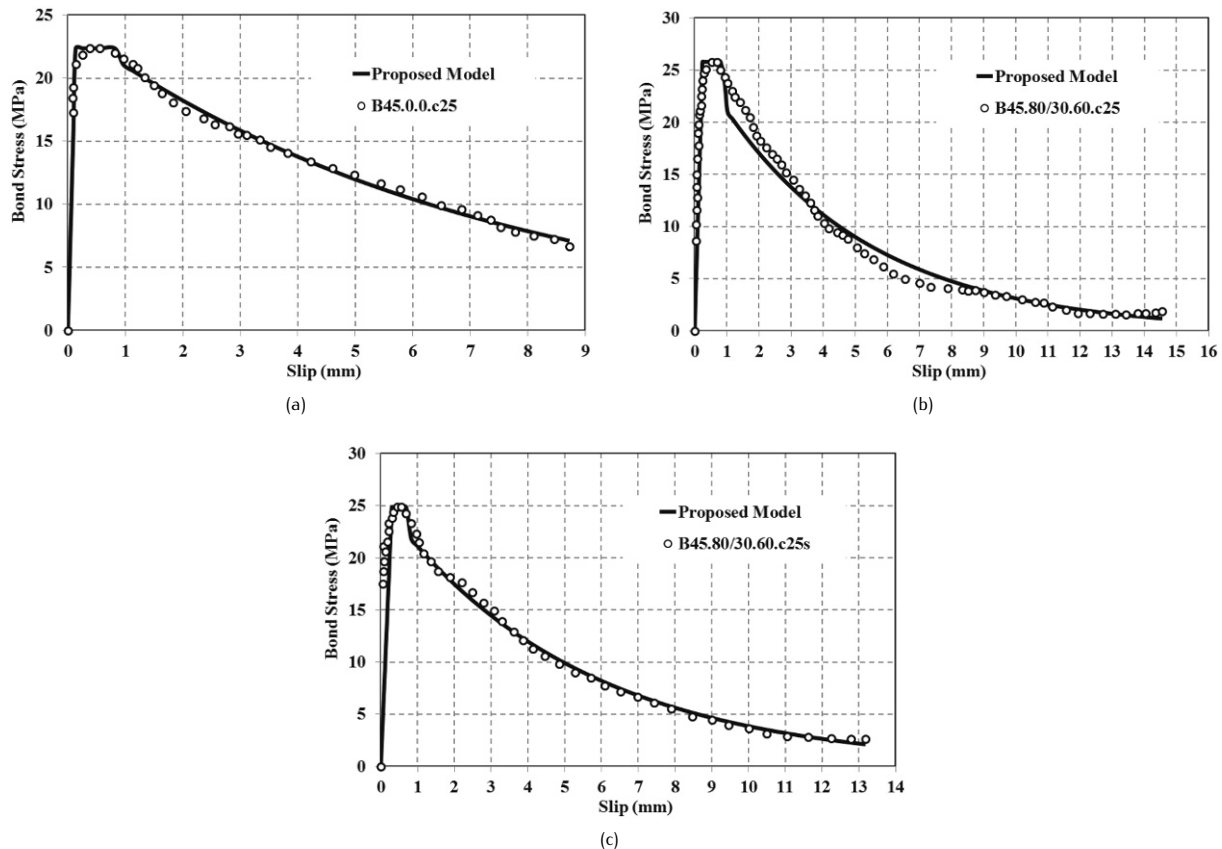 25
20
15
10
5
0
Bond Stress (MPa)
Proposed Model
B45.0.0.c25
0 1 2 3 4 5 6 7 8 9
Slip (mm)
(a)
30
25
20
15
10
5
0
Bond Stress (MPa)
Proposed Model
B45.80/30.60.c25
0 1 2 3 4 5 6 7 8 9 10 11 12 13 14 15 16
Slip (mm)
(b)
30
25
20
15
10
5
0
Bond Stress (MPa)
Proposed Model
B45.80/30.60.c25s
0 1 2 3 4 5 6 7 8 9 10 11 12 13 14
Slip (mm)
(c)